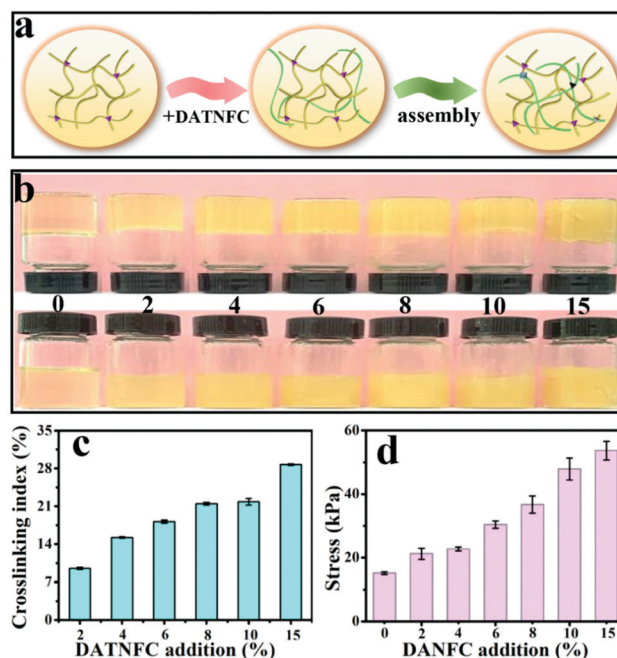 a
+DATNFC
assembly
b
0 2 4 6 8 10 15
c
Crosslinking index (%)
35
28
21
14
7
2 4 6 8 10 15
DATNFC addition (%)
d
Stress (kPa)
60
40
20
0
0 2 4 6 8 10 15
DANFC addition (%)